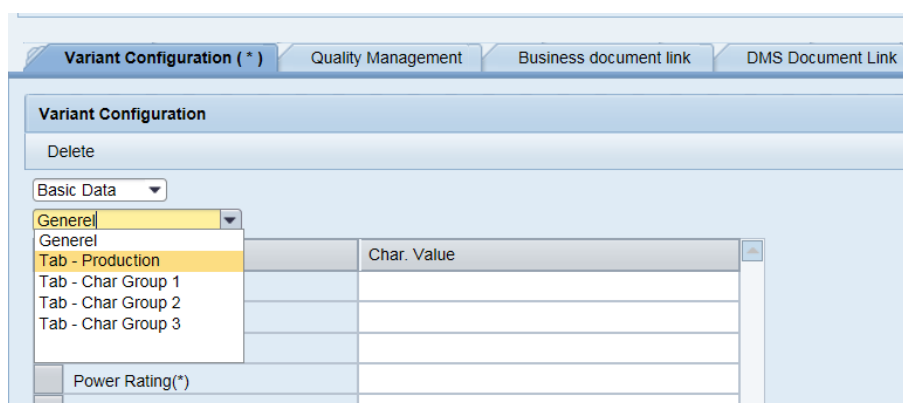 Variant Configuration ( * ) Quality Management Business document link DMS Document Link
Variant Configuration
Delete
Basic Data
Generel
Generel
Tab - Production
Tab - Char Group 1
Tab - Char Group 2
Tab - Char Group 3
Char. Value
Power Rating(*)